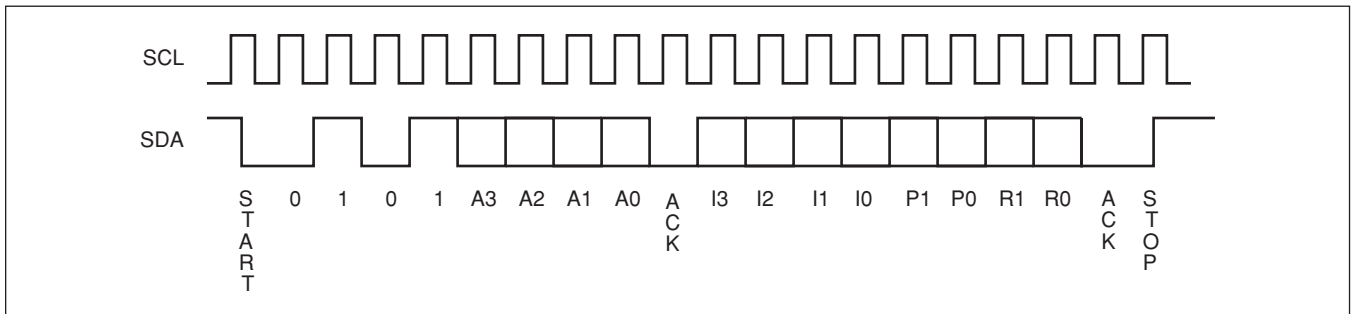 SCL
SDA
START 0 1 0 1 A3 A2 A1 A0 ACK I3 I2 I1 I0 P1 P0 R1 R0 ACK STOP